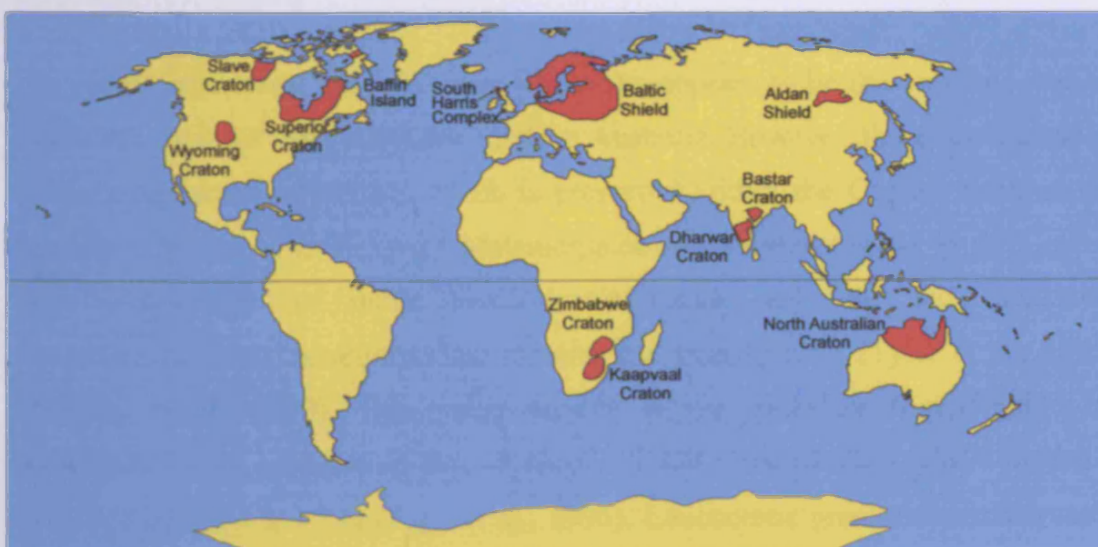 Slave
Craton
Baffin
Island
Superior
Craton
Wyoming
Craton
South
Harris
Complex
Baltic
Shield
Aldan
Shield
Bastar
Craton
Dharwar
Craton
Zimbabwe
Craton
Kaapvaal
Craton
North Australian
Craton